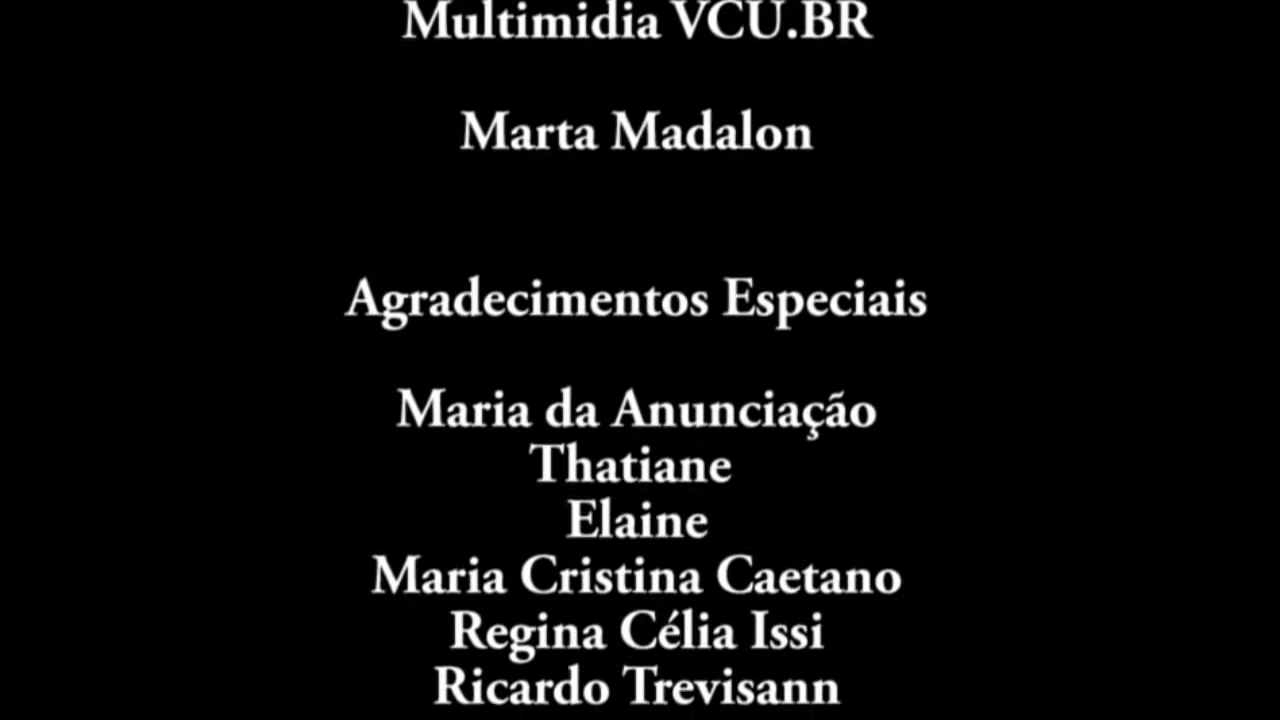 Multimidia VCU.BR
Marta Madalon
Agradecimentos Especiais
Maria da Anunciação
Thatiane
Elaine
Maria Cristina Caetano
Regina Célia Issi
Ricardo Trevisann